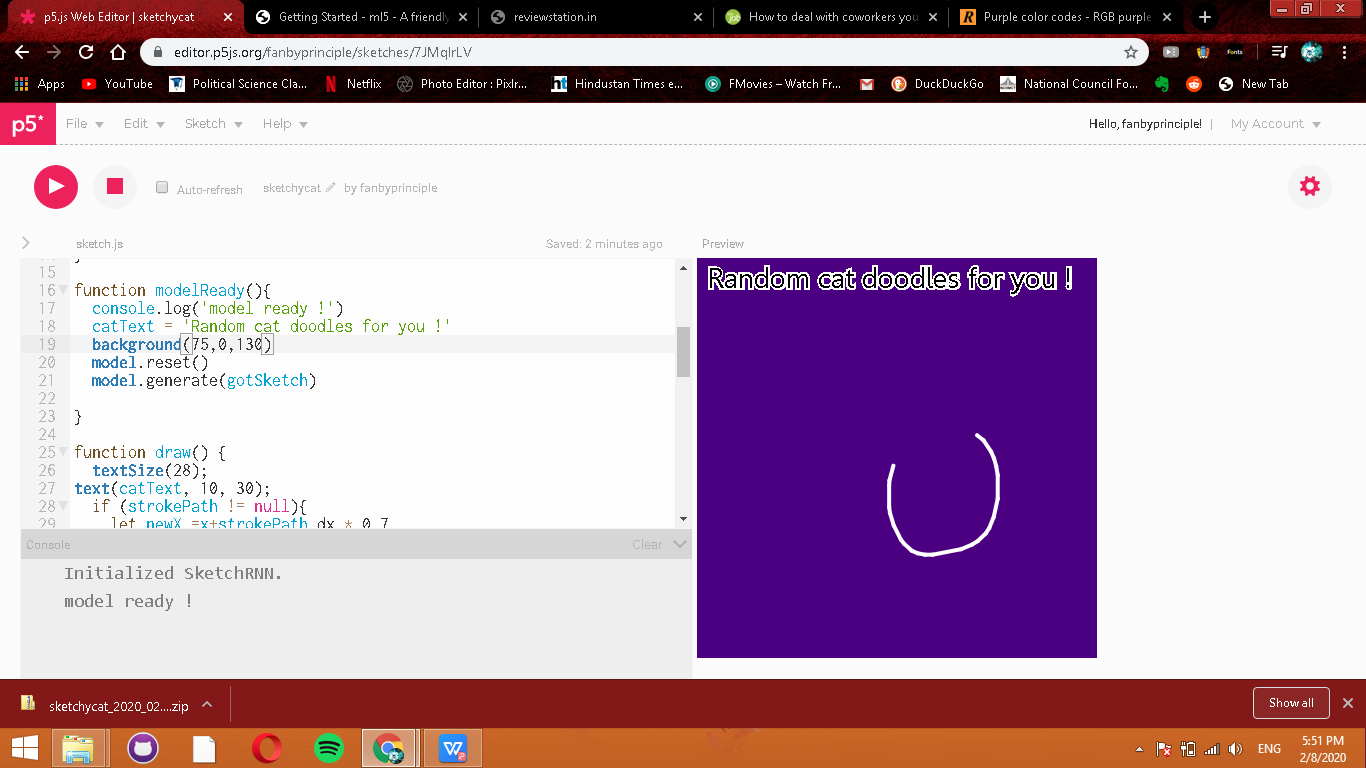 p5.js Web Editor | sketchycat
Getting Started - ml5 - A friendly
reviewstation.in
How to deal with coworkers you
Purple color codes - RGB purple
editor.p5js.org/fanbyprinciple/sketches/7JMqlrLV
Fonts
Apps YouTube Political Science Cla... Netflix Photo Editor : Pixlr... Hindustan Times e... FMovies – Watch Fr... DuckDuckGo National Council Fo... New Tab
p5* File Edit Sketch Help Hello, fanbyprinciple! | My Account
Auto-refresh sketchycat by fanbyprinciple
sketch.js Saved: 2 minutes ago Preview
15
16 function modelReady(){
17 console.log('model ready !')
18 catText = 'Random cat doodles for you !'
19 background(75,0,130)
20 model.reset()
21 model.generate(gotSketch)
22
23 }
24
25 function draw() {
26 textSize(28);
27 text(catText, 10, 30);
28 if (strokePath != null){
29 let newX =x+strokePath.dx * 0.7
Random cat doodles for you !
Console Clear
Initialized SketchRNN.
model ready !
sketchycat_2020_02....zip Show all
ENG
5:51 PM
2/8/2020